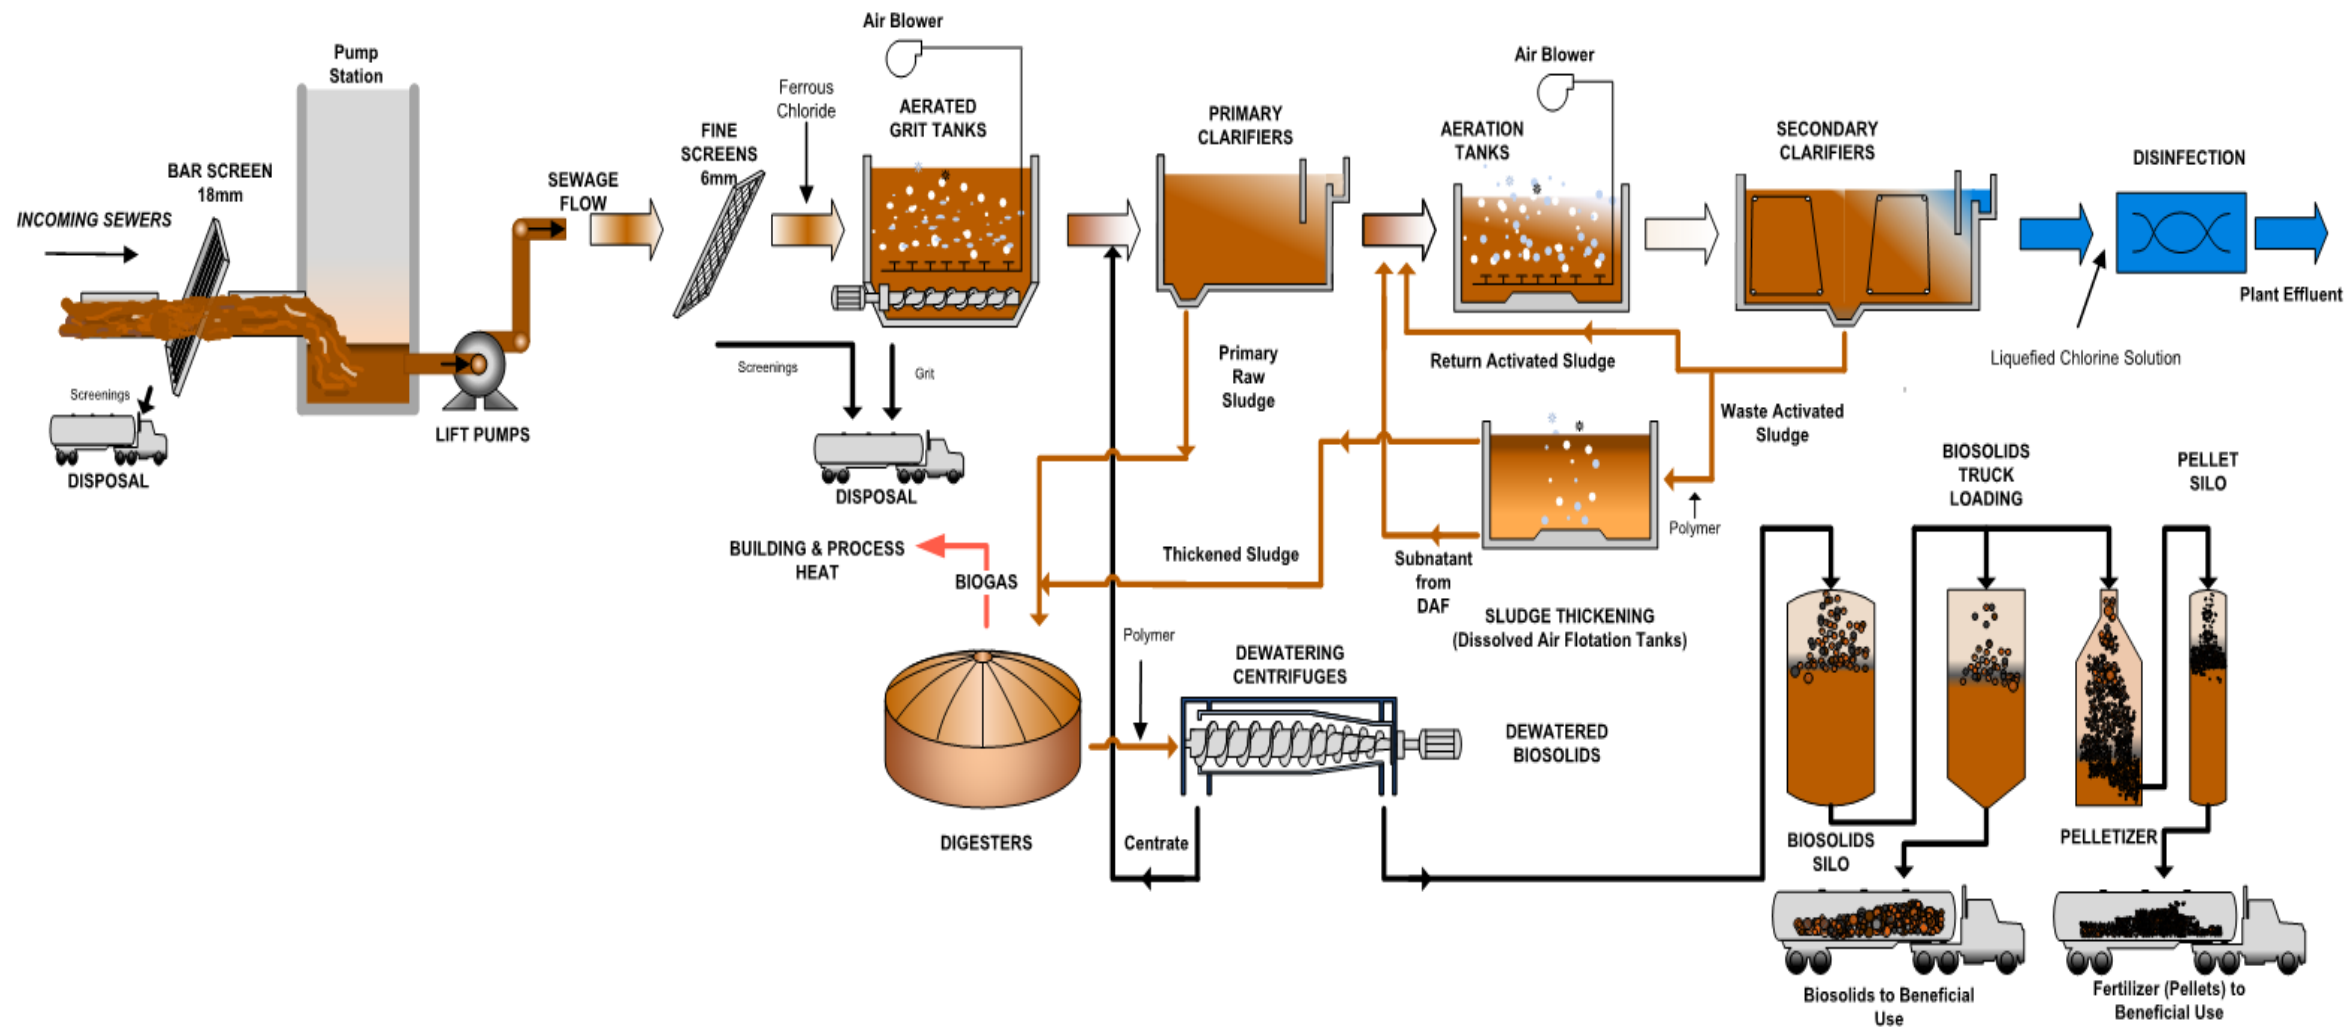 Air Blower
Pump
Station
Ferrous
Chloride
AERATED
GRIT TANKS
FINE
SCREENS
6mm
BAR SCREEN
18mm
SEWAGE
FLOW
INCOMING SEWERS
PRIMARY
CLARIFIERS
Air Blower
AERATION
TANKS
SECONDARY
CLARIFIERS
DISINFECTION
Plant Effluent
Liquefied Chlorine Solution
Screenings
DISPOSAL
LIFT PUMPS
Screenings
Grit
DISPOSAL
Primary
Raw
Sludge
Return Activated Sludge
Waste Activated
Sludge
Polymer
BIOSOLIDS
TRUCK
LOADING
PELLET
SILO
BUILDING & PROCESS
HEAT
BIOGAS
Thickened Sludge
Subnatant
from
DAF
SLUDGE THICKENING
(Dissolved Air Flotation Tanks)
Polymer
DEWATERING
CENTRIFUGES
DEWATERED
BIOSOLIDS
DIGESTERS
Centrate
BIOSOLIDS
SILO
PELLETIZER
Biosolids to Beneficial
Use
Fertilizer (Pellets) to
Beneficial Use